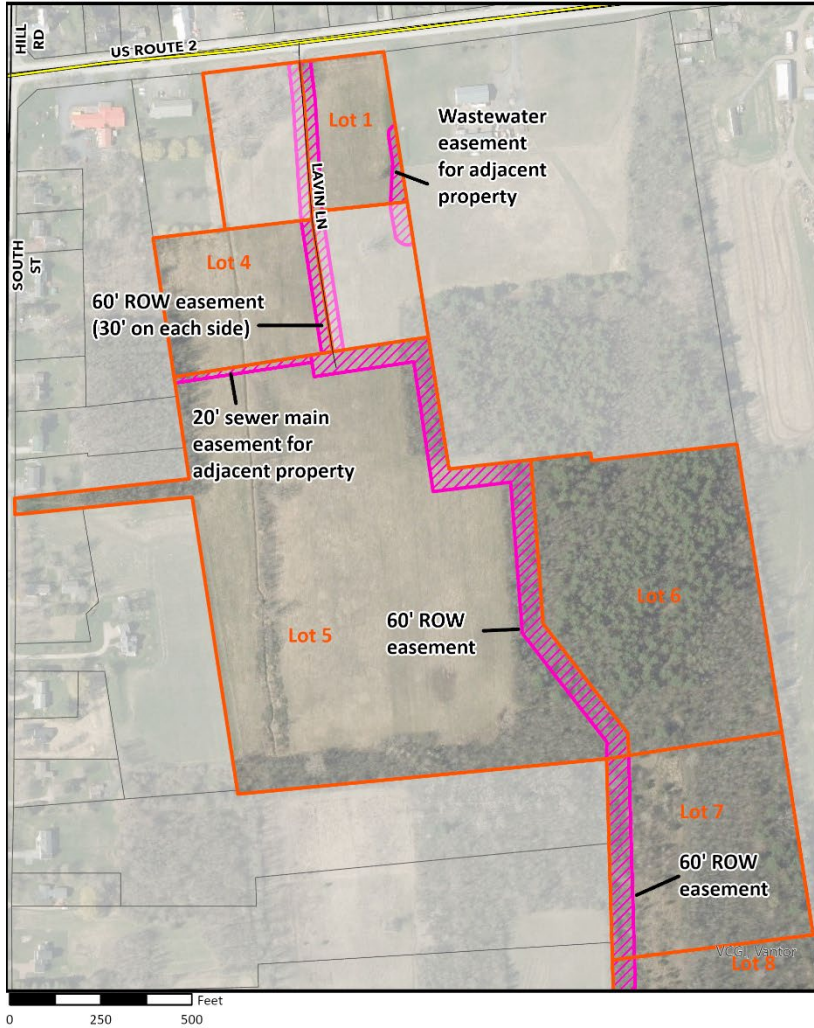 HILL
RD
US ROUTE 2
Lot 1
Wastewater
easement
for adjacent
property
LAVIN LN
SOUTH
ST
Lot 4
60' ROW easement
(30' on each side)
20' sewer main
easement for
adjacent property
Lot 6
60' ROW
easement
Lot 5
Lot 7
60' ROW
easement
VCGI, Vantor
Lot 8
Feet
0 250 500